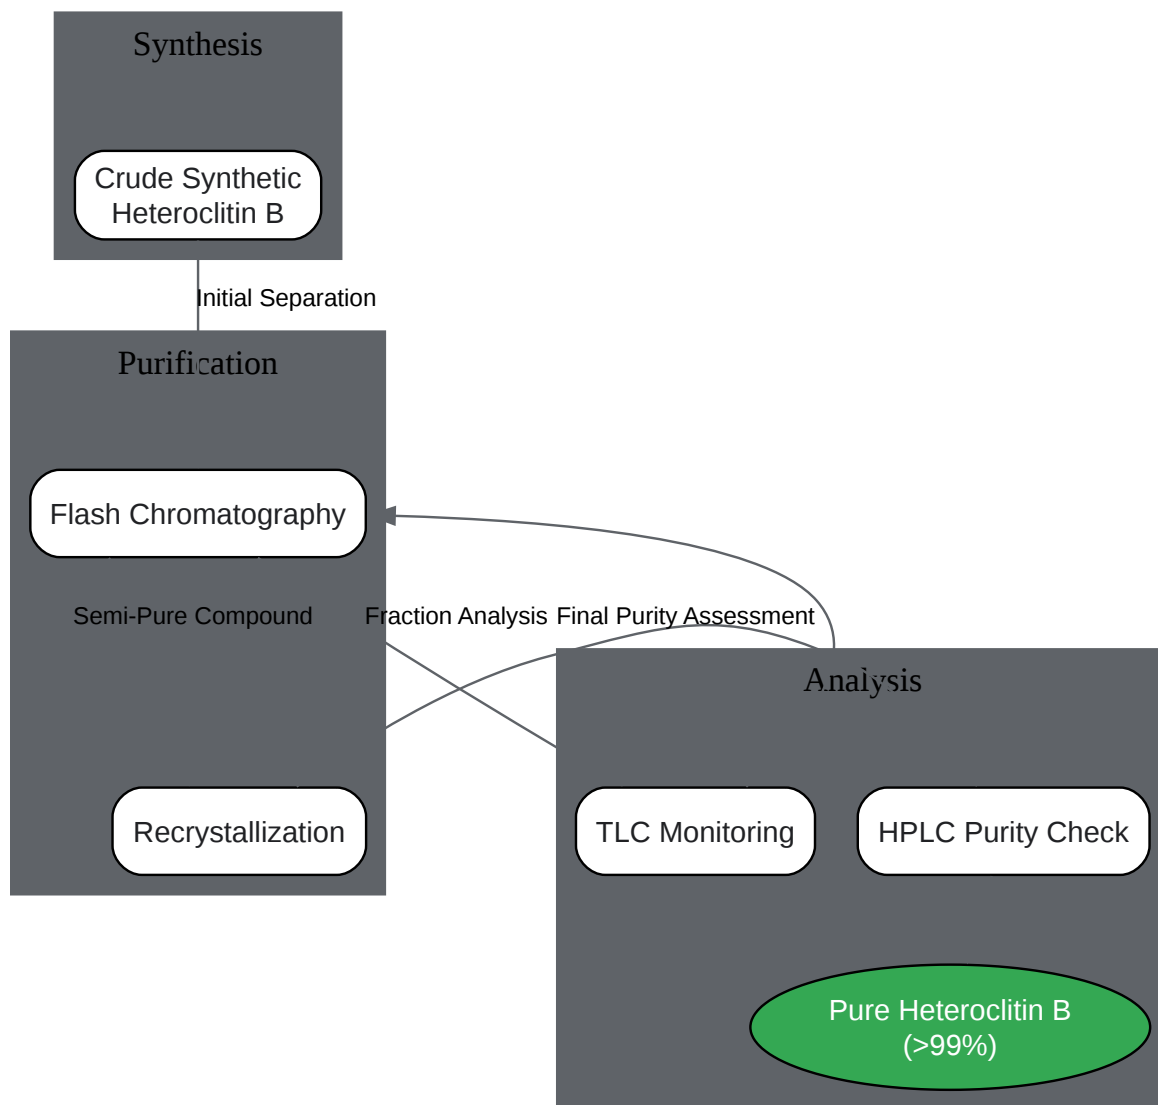 Synthesis
Crude Synthetic
Heteroclitin B
Initial Separation
Purification
Flash Chromatography
Semi-Pure Compound
Fraction Analysis
Final Purity Assessment
Analysis
Recrystallization
TLC Monitoring
HPLC Purity Check
Pure Heteroclitin B
(>99%)